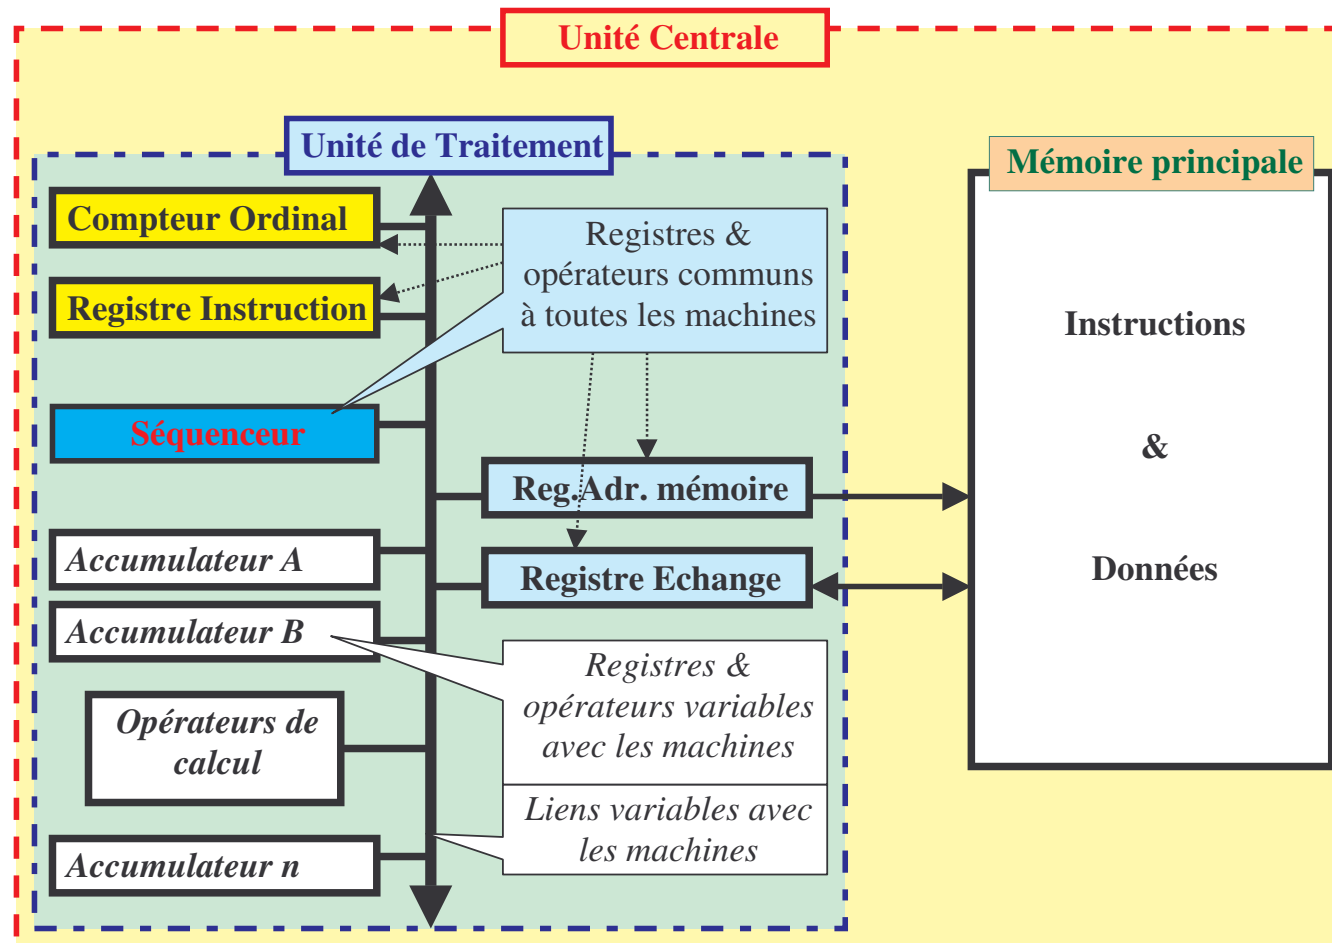 Unité Centrale
Unité de Traitement
Mémoire principale
Compteur Ordinal
Registres &
opérateurs communs
à toutes les machines
Registre Instruction
Instructions
&
Données
Séquenceur
Reg.Adr. mémoire
Accumulateur A
Registre Echange
Accumulateur B
Registres &
opérateurs variables
avec les machines
Opérateurs de
calcul
Liens variables avec
les machines
Accumulateur n